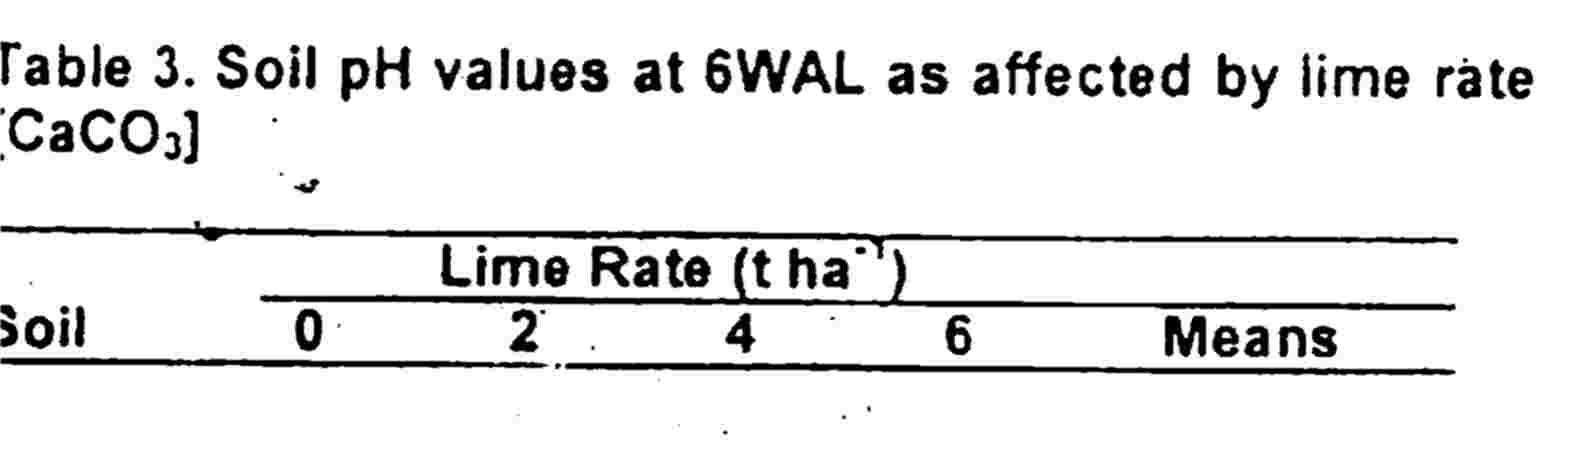 Table 3. Soil pH values at 6WAL as affected by lime rate
[CaCO₃]
Lime Rate (t ha⁻¹)
Soil 0 2 4 6 Means